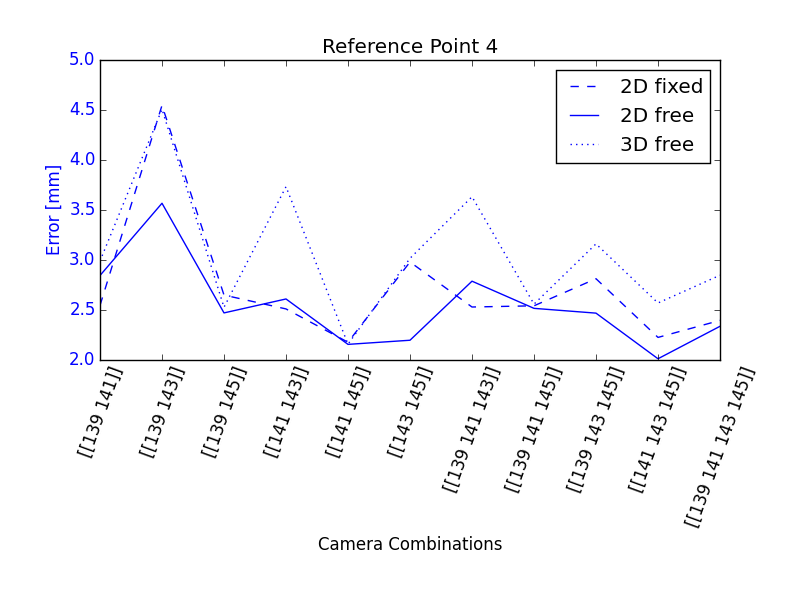 Reference Point 4
5.0
4.5
4.0
3.5
3.0
2.5
2.0
Error [mm]
2D fixed
2D free
3D free
[[139 141]]
[[139 143]]
[[139 145]]
[[141 143]]
[[141 145]]
[[143 145]]
[[139 141 143]]
[[139 141 145]]
[[139 143 145]]
[[141 143 145]]
[[139 141 143 145]]
Camera Combinations